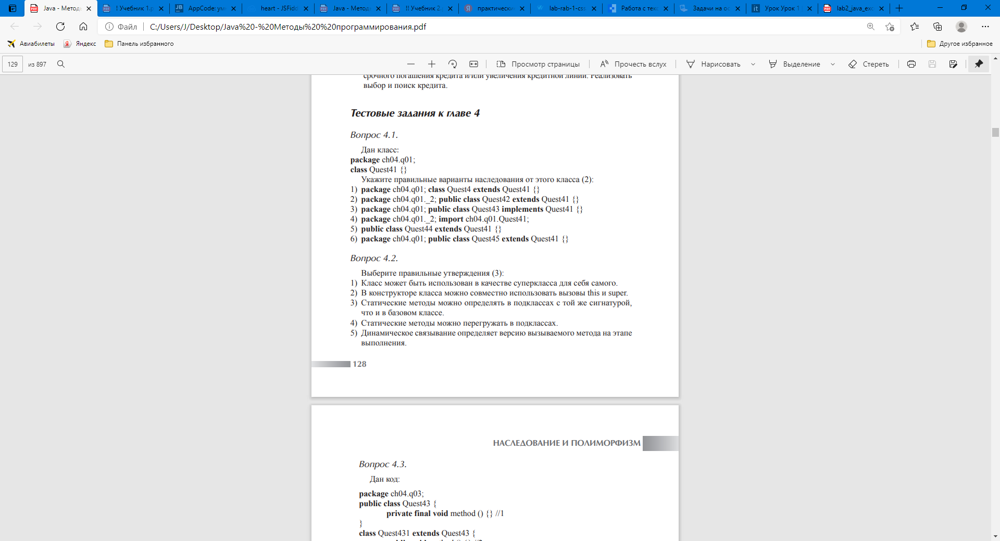 Java - Методы
! Учебник 1.p
AppCode: ум
heart - JSFidd
Java - Метод
!! Учебник 2.
практически
lab-rab-1-css
Работа с текс
Задачи на ос
Урок Урок 1
lab2_java_exc
Файл C:/Users/J/Desktop/Java%20-%20Методы%20%20программирования.pdf
Авиабилеты Яндекс Панель избранного Другое избранное
129 из 897 Просмотр страницы Прочесть вслух Нарисовать Выделение Стереть
срочного погашения кредита и/или увеличения кредитной линии. Реализовать
выбор и поиск кредита.
Тестовые задания к главе 4
Вопрос 4.1.
Дан класс:
package ch04.q01;
class Quest41 {}
Укажите правильные варианты наследования от этого класса (2):
1) package ch04.q01; class Quest4 extends Quest41 {}
2) package ch04.q01._2; public class Quest42 extends Quest41 {}
3) package ch04.q01; public class Quest43 implements Quest41 {}
4) package ch04.q01._2; import ch04.q01.Quest41;
5) public class Quest44 extends Quest41 {}
6) package ch04.q01; public class Quest45 extends Quest41 {}
Вопрос 4.2.
Выберите правильные утверждения (3):
1) Класс может быть использован в качестве суперкласса для себя самого.
2) В конструкторе класса можно совместно использовать вызовы this и super.
3) Статические методы можно определять в подклассах с той же сигнатурой,
что и в базовом классе.
4) Статические методы можно перегружать в подклассах.
5) Динамическое связывание определяет версию вызываемого метода на этапе
выполнения.
128
НАСЛЕДОВАНИЕ И ПОЛИМОРФИЗМ
Вопрос 4.3.
Дан код:
package ch04.q03;
public class Quest43 {
private final void method () {} //1
}
class Quest431 extends Quest43 {